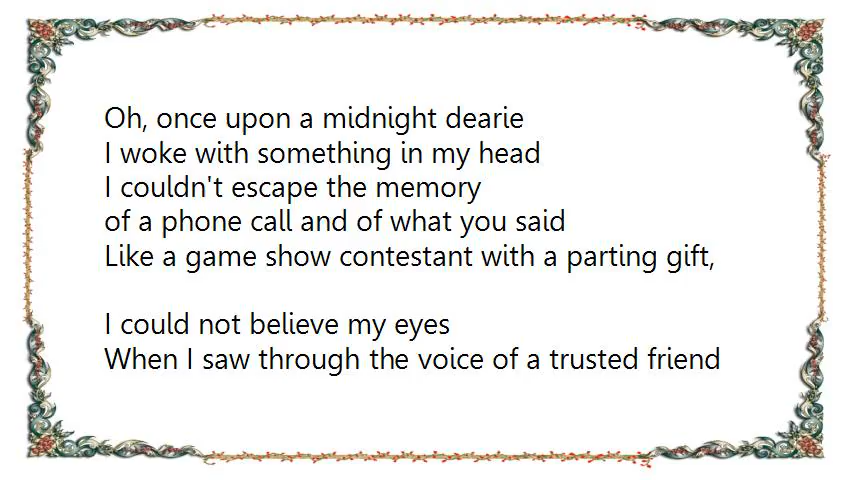 Oh, once upon a midnight dearie
I woke with something in my head
I couldn't escape the memory
of a phone call and of what you said
Like a game show contestant with a parting gift,
I could not believe my eyes
When I saw through the voice of a trusted friend